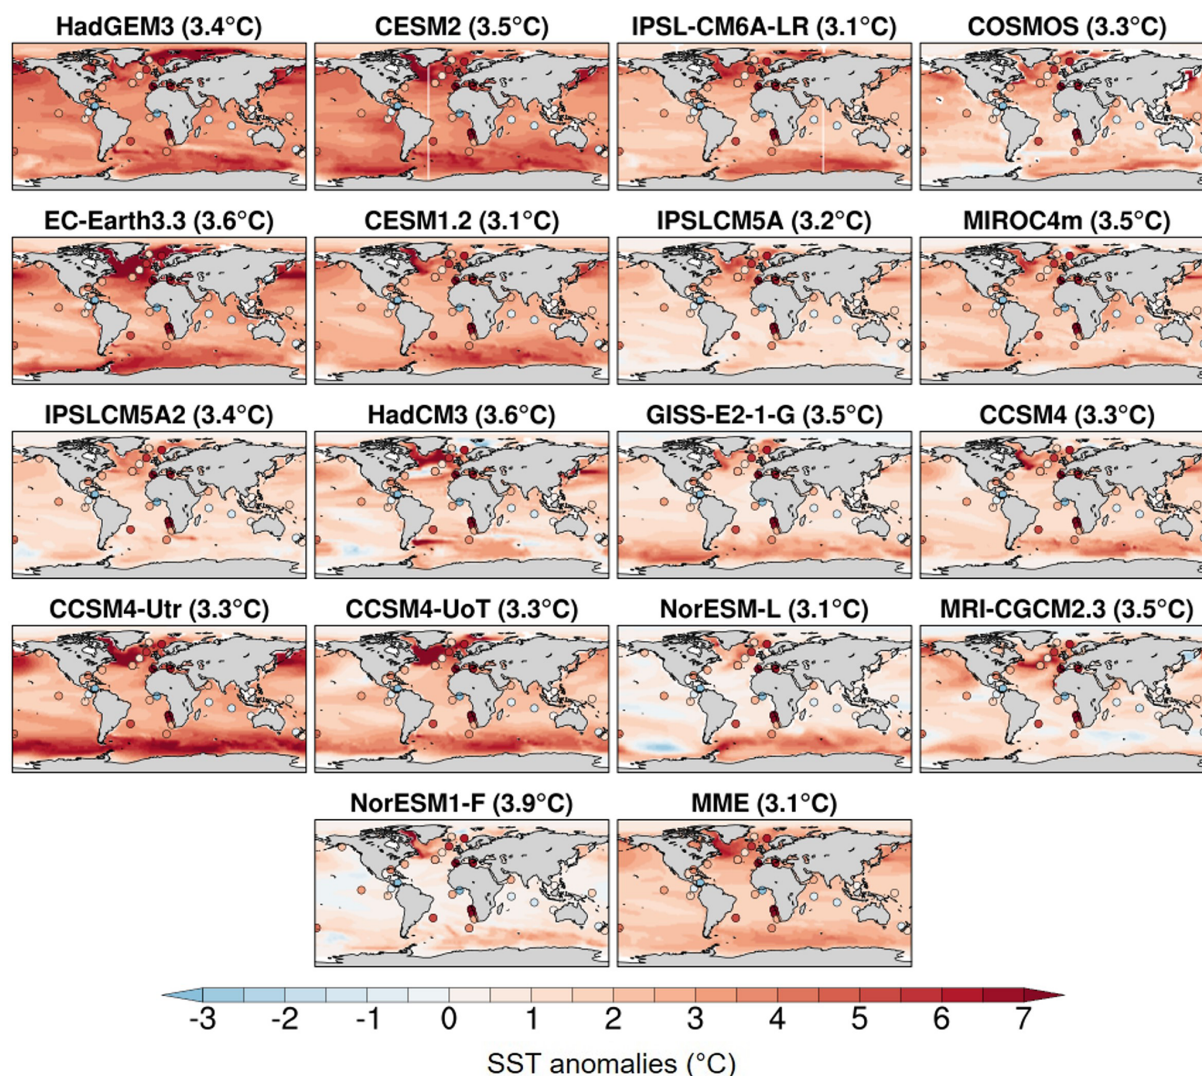 HadGEM3 (3.4°C) CESM2 (3.5°C) IPSL-CM6A-LR (3.1°C) COSMOS (3.3°C)
EC-Earth3.3 (3.6°C) CESM1.2 (3.1°C) IPSLCM5A (3.2°C) MIROC4m (3.5°C)
IPSLCM5A2 (3.4°C) HadCM3 (3.6°C) GISS-E2-1-G (3.5°C) CCSM4 (3.3°C)
CCSM4-Utr (3.3°C) CCSM4-UoT (3.3°C) NorESM-L (3.1°C) MRI-CGCM2.3 (3.5°C)
NorESM1-F (3.9°C) MME (3.1°C)
-3 -2 -1 0 1 2 3 4 5 6 7
SST anomalies (°C)